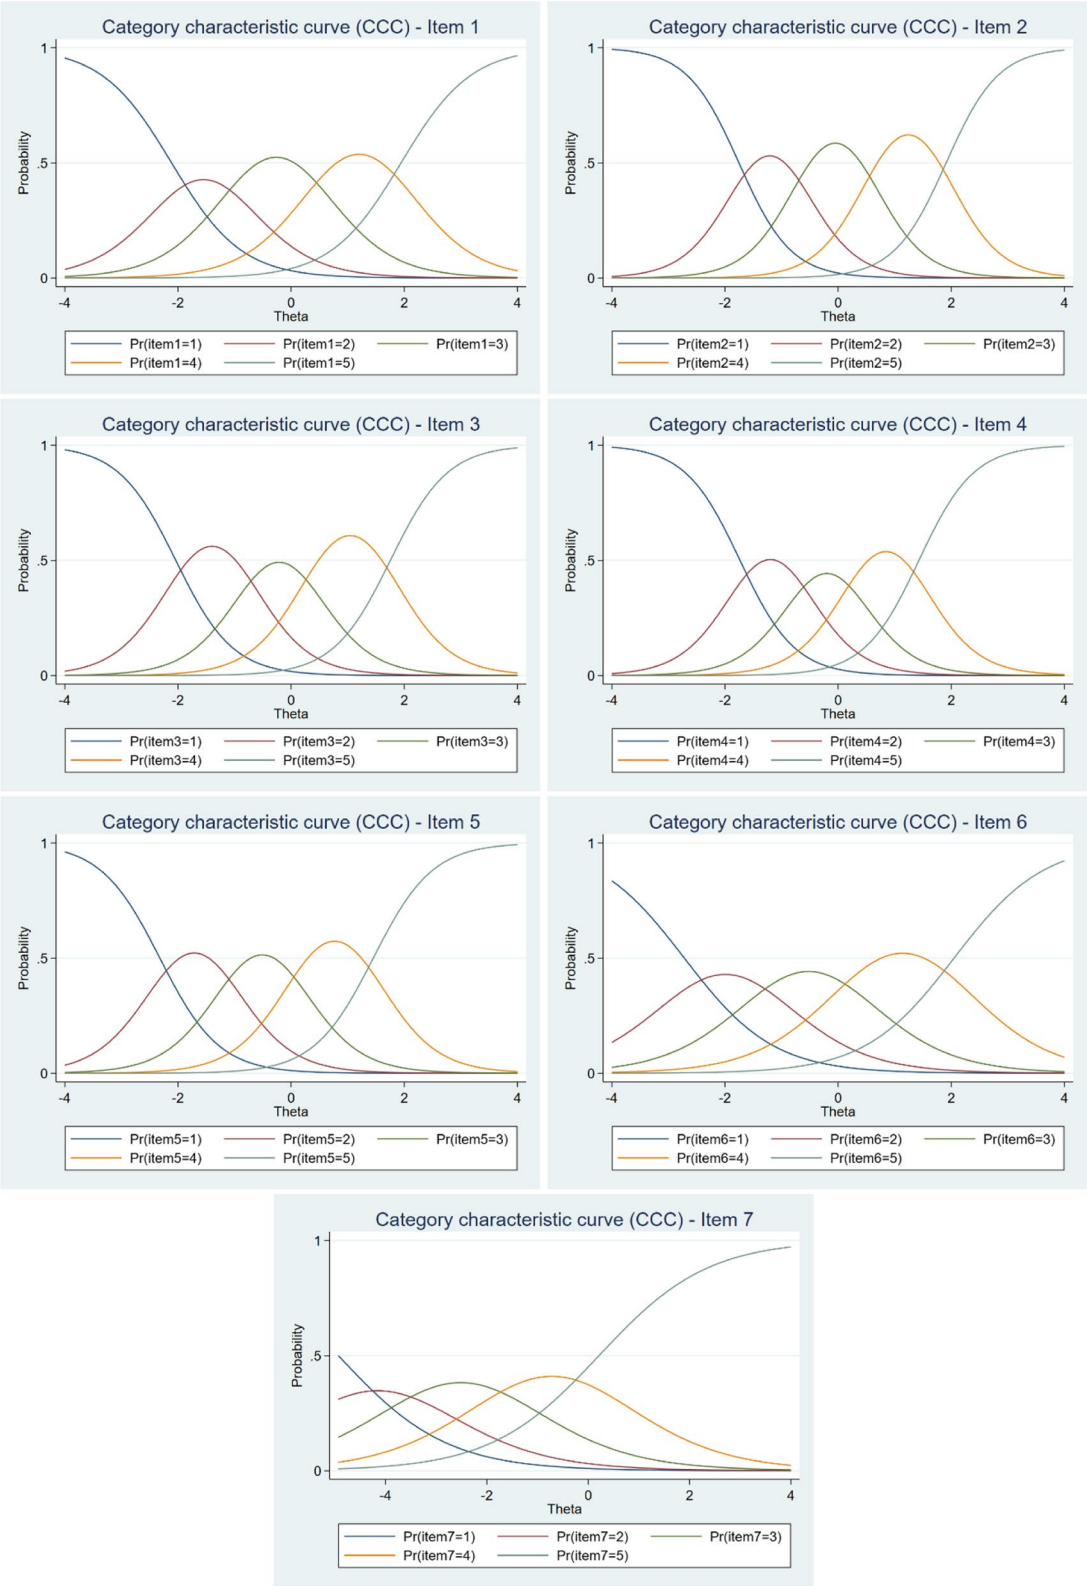 Category characteristic curve (CCC) - Item 1
1
.5
0
Probability
-4 -2 0 2 4
Theta
Pr(item1=1) Pr(item1=2) Pr(item1=3)
Pr(item1=4) Pr(item1=5)
Category characteristic curve (CCC) - Item 2
1
.5
0
Probability
-4 -2 0 2 4
Theta
Pr(item2=1) Pr(item2=2) Pr(item2=3)
Pr(item2=4) Pr(item2=5)
Category characteristic curve (CCC) - Item 3
1
.5
0
Probability
-4 -2 0 2 4
Theta
Pr(item3=1) Pr(item3=2) Pr(item3=3)
Pr(item3=4) Pr(item3=5)
Category characteristic curve (CCC) - Item 4
1
.5
0
Probability
-4 -2 0 2 4
Theta
Pr(item4=1) Pr(item4=2) Pr(item4=3)
Pr(item4=4) Pr(item4=5)
Category characteristic curve (CCC) - Item 5
1
.5
0
Probability
-4 -2 0 2 4
Theta
Pr(item5=1) Pr(item5=2) Pr(item5=3)
Pr(item5=4) Pr(item5=5)
Category characteristic curve (CCC) - Item 6
1
.5
0
Probability
-4 -2 0 2 4
Theta
Pr(item6=1) Pr(item6=2) Pr(item6=3)
Pr(item6=4) Pr(item6=5)
Category characteristic curve (CCC) - Item 7
1
.5
0
Probability
-4 -2 0 2 4
Theta
Pr(item7=1) Pr(item7=2) Pr(item7=3)
Pr(item7=4) Pr(item7=5)